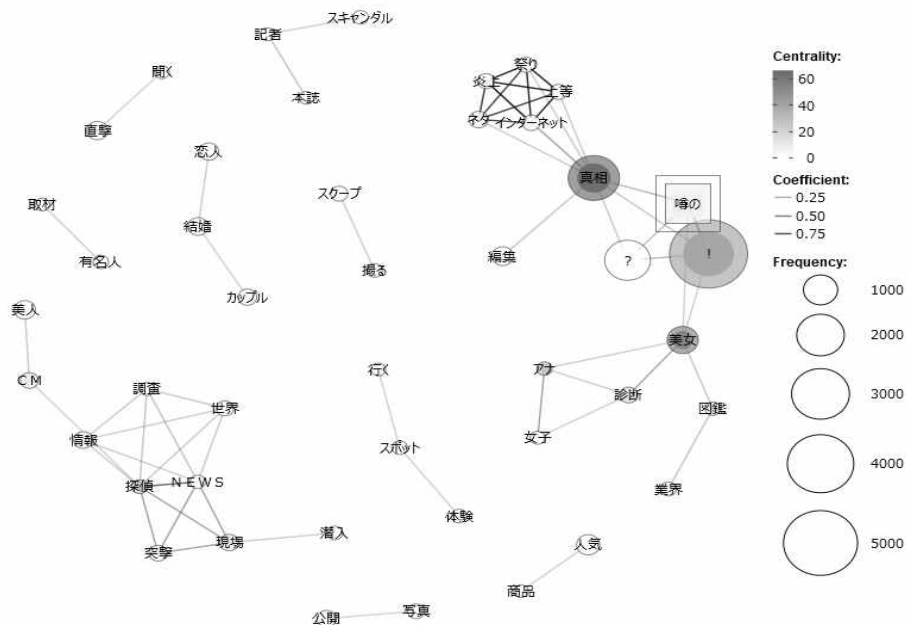 スキャンダル
記者
本誌
聞く
直撃
恋人
結婚
カップル
取材
有名人
スクープ
撮る
祭り
炎上
上等
ネタ
インターネット
真相
噂の
編集
?
!
美女
アナ
診断
女子
図鑑
業界
美人
CM
調査
世界
情報
探偵
NEWS
突撃
現場
潜入
行く
スポット
体験
人気
商品
公開
写真
Centrality:
60
40
20
0
Coefficient:
0.25
0.50
0.75
Frequency:
1000
2000
3000
4000
5000